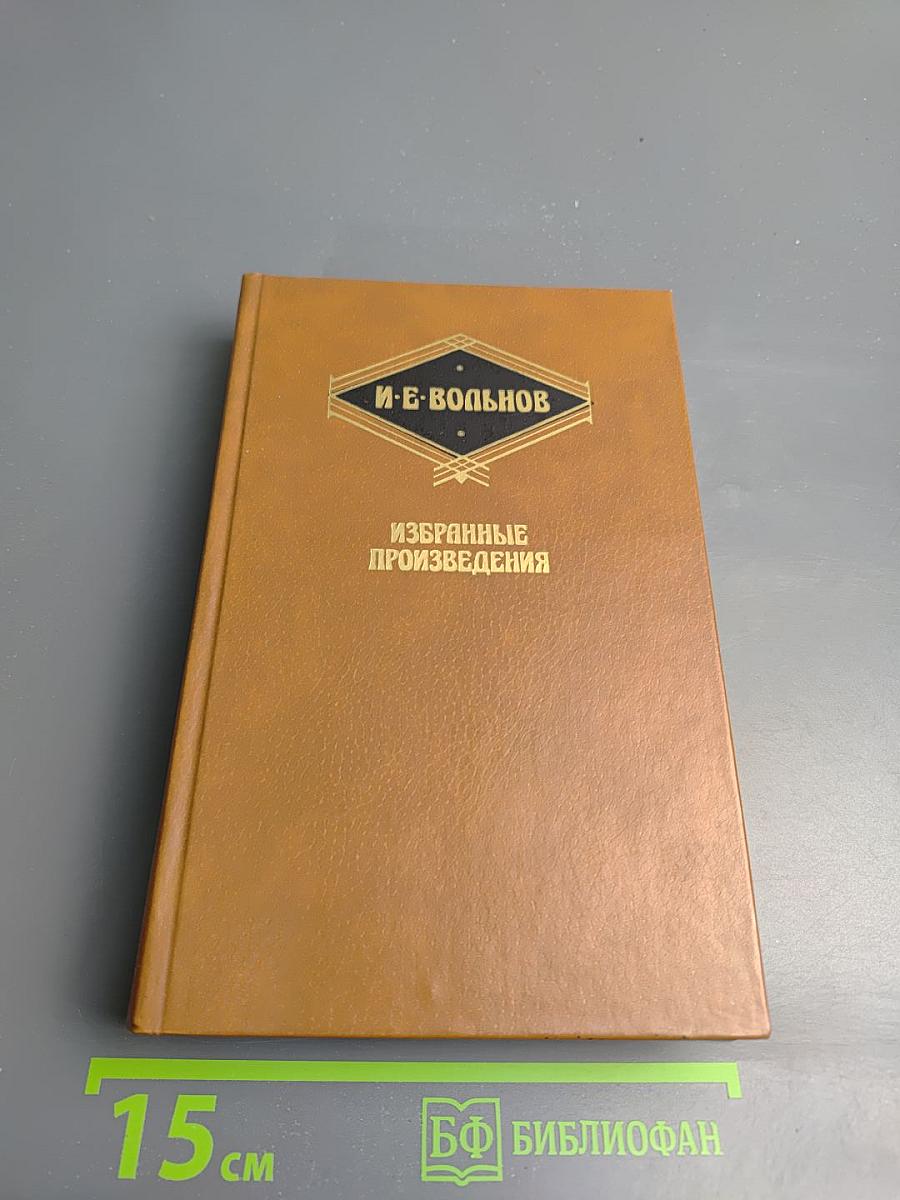 И·Е·ВОЛЬНОВ
ИЗБРАННЫЕ
ПРОИЗВЕДЕНИЯ
15 см
БФ БИБЛИОФАН